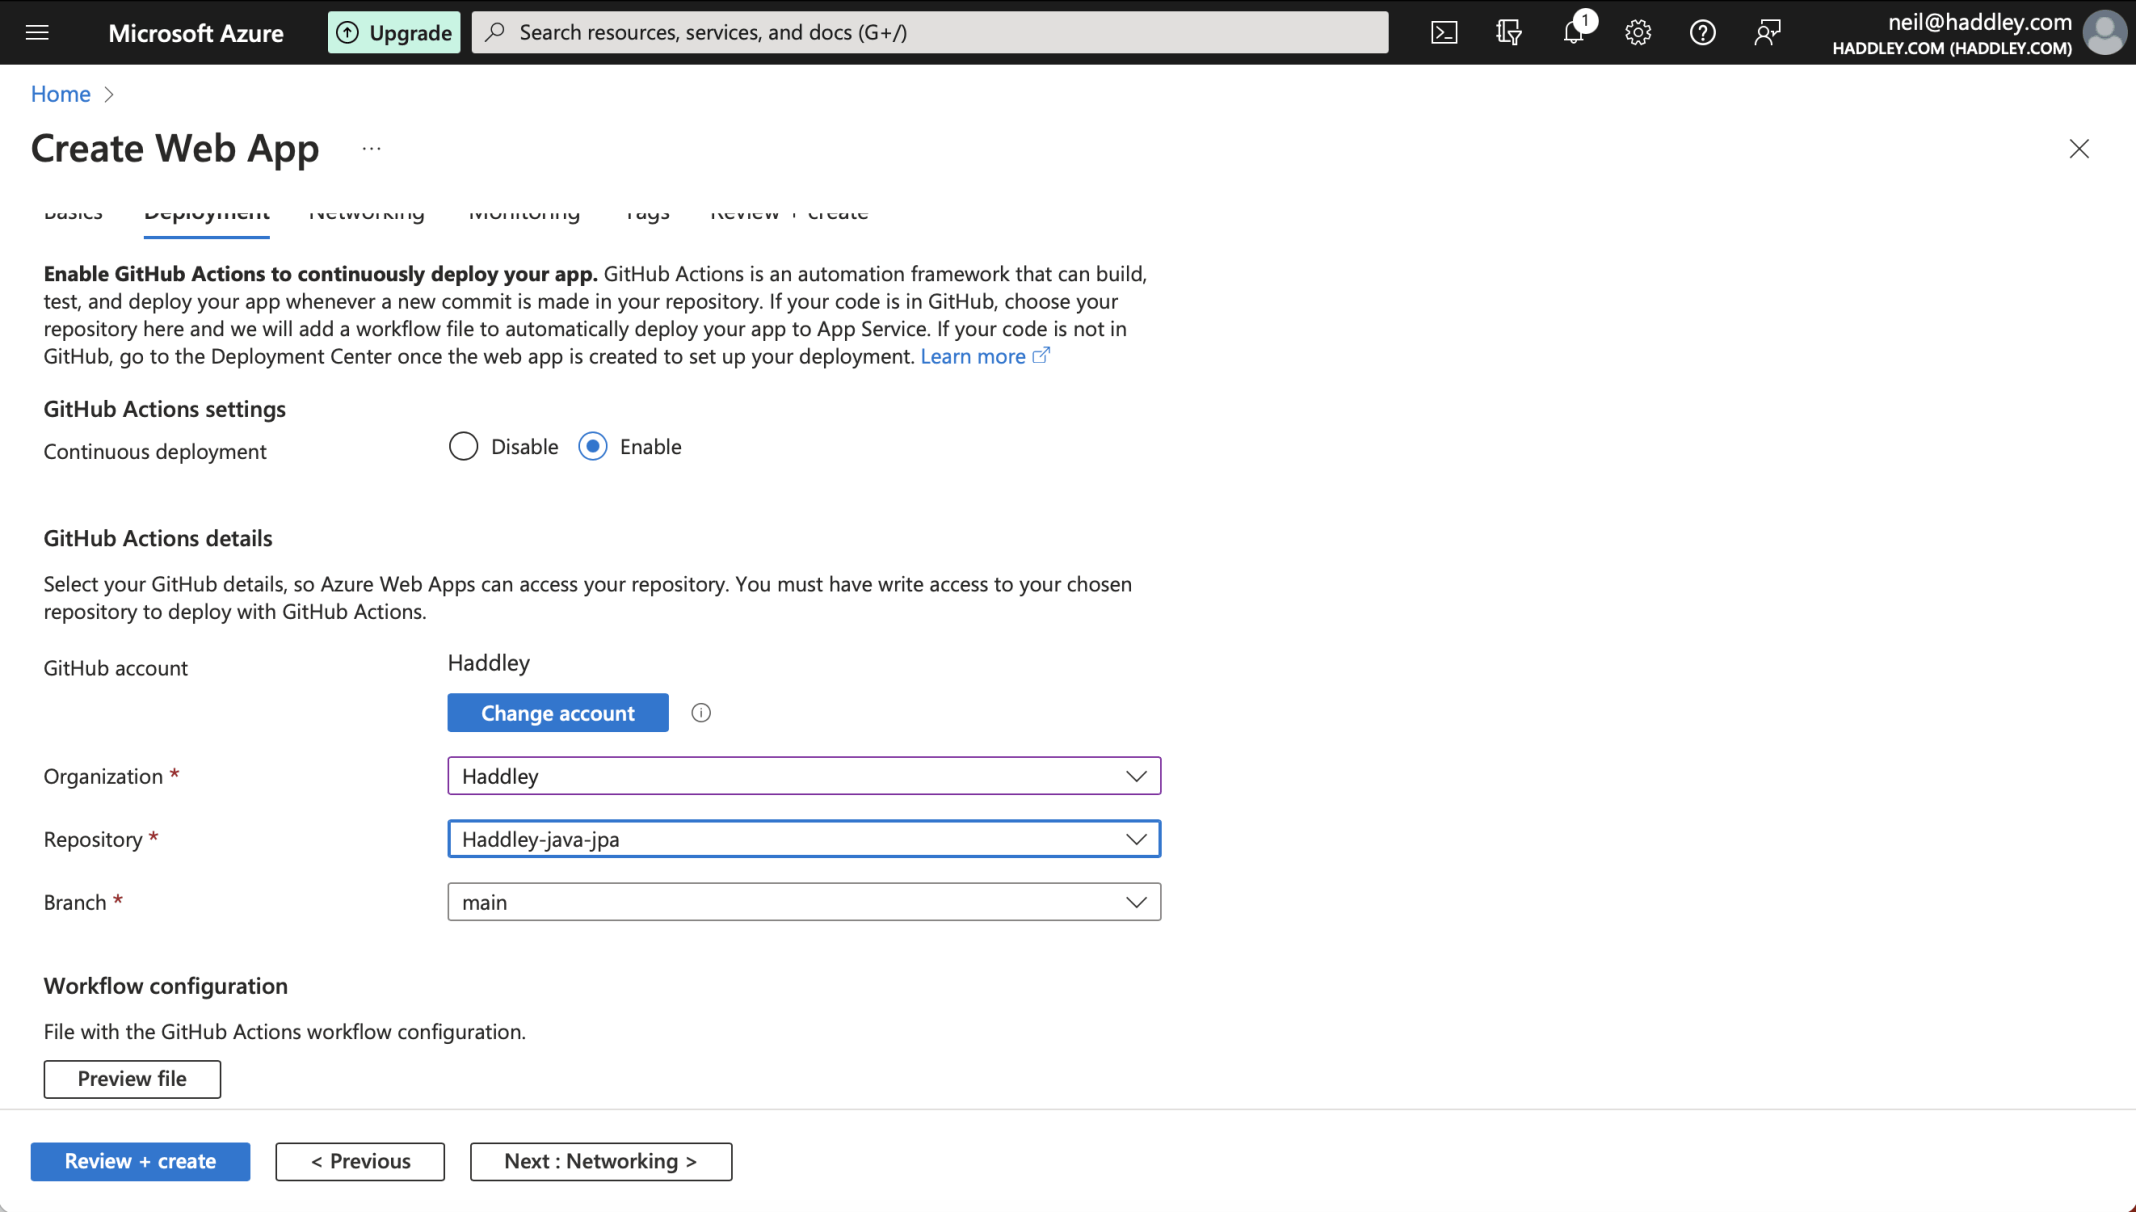 Microsoft Azure
Upgrade
Search resources, services, and docs (G+/)
1
neil@haddley.com
HADDLEY.COM (HADDLEY.COM)
Home
Create Web App
...
Basics Deployment Networking Monitoring Tags Review + create
Enable GitHub Actions to continuously deploy your app. GitHub Actions is an automation framework that can build,
test, and deploy your app whenever a new commit is made in your repository. If your code is in GitHub, choose your
repository here and we will add a workflow file to automatically deploy your app to App Service. If your code is not in
GitHub, go to the Deployment Center once the web app is created to set up your deployment. Learn more
GitHub Actions settings
Continuous deployment
Disable
Enable
GitHub Actions details
Select your GitHub details, so Azure Web Apps can access your repository. You must have write access to your chosen
repository to deploy with GitHub Actions.
GitHub account
Haddley
Change account
Organization *
Haddley
Repository *
Haddley-java-jpa
Branch *
main
Workflow configuration
File with the GitHub Actions workflow configuration.
Preview file
Review + create
< Previous
Next : Networking >